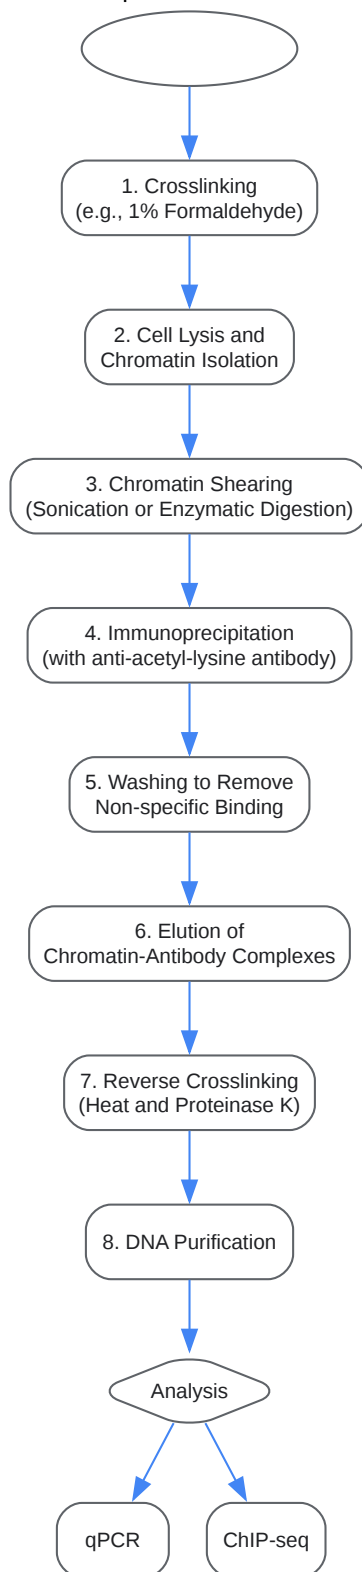 1. Crosslinking
(e.g., 1% Formaldehyde)
2. Cell Lysis and
Chromatin Isolation
3. Chromatin Shearing
(Sonication or Enzymatic Digestion)
4. Immunoprecipitation
(with anti-acetyl-lysine antibody)
5. Washing to Remove
Non-specific Binding
6. Elution of
Chromatin-Antibody Complexes
7. Reverse Crosslinking
(Heat and Proteinase K)
8. DNA Purification
Analysis
qPCR
ChIP-seq